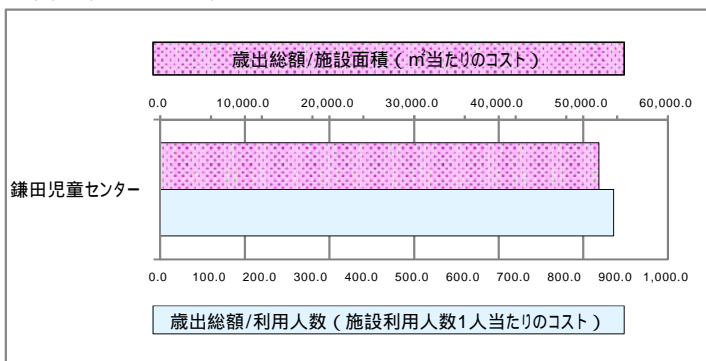 歳出総額/施設面積(㎡当たりのコスト)
0.0 10,000.0 20,000.0 30,000.0 40,000.0 50,000.0 60,000.0
鎌田児童センター
0.0 100.0 200.0 300.0 400.0 500.0 600.0 700.0 800.0 900.0 1,000.0
歳出総額/利用人数(施設利用人数1人当たりのコスト)